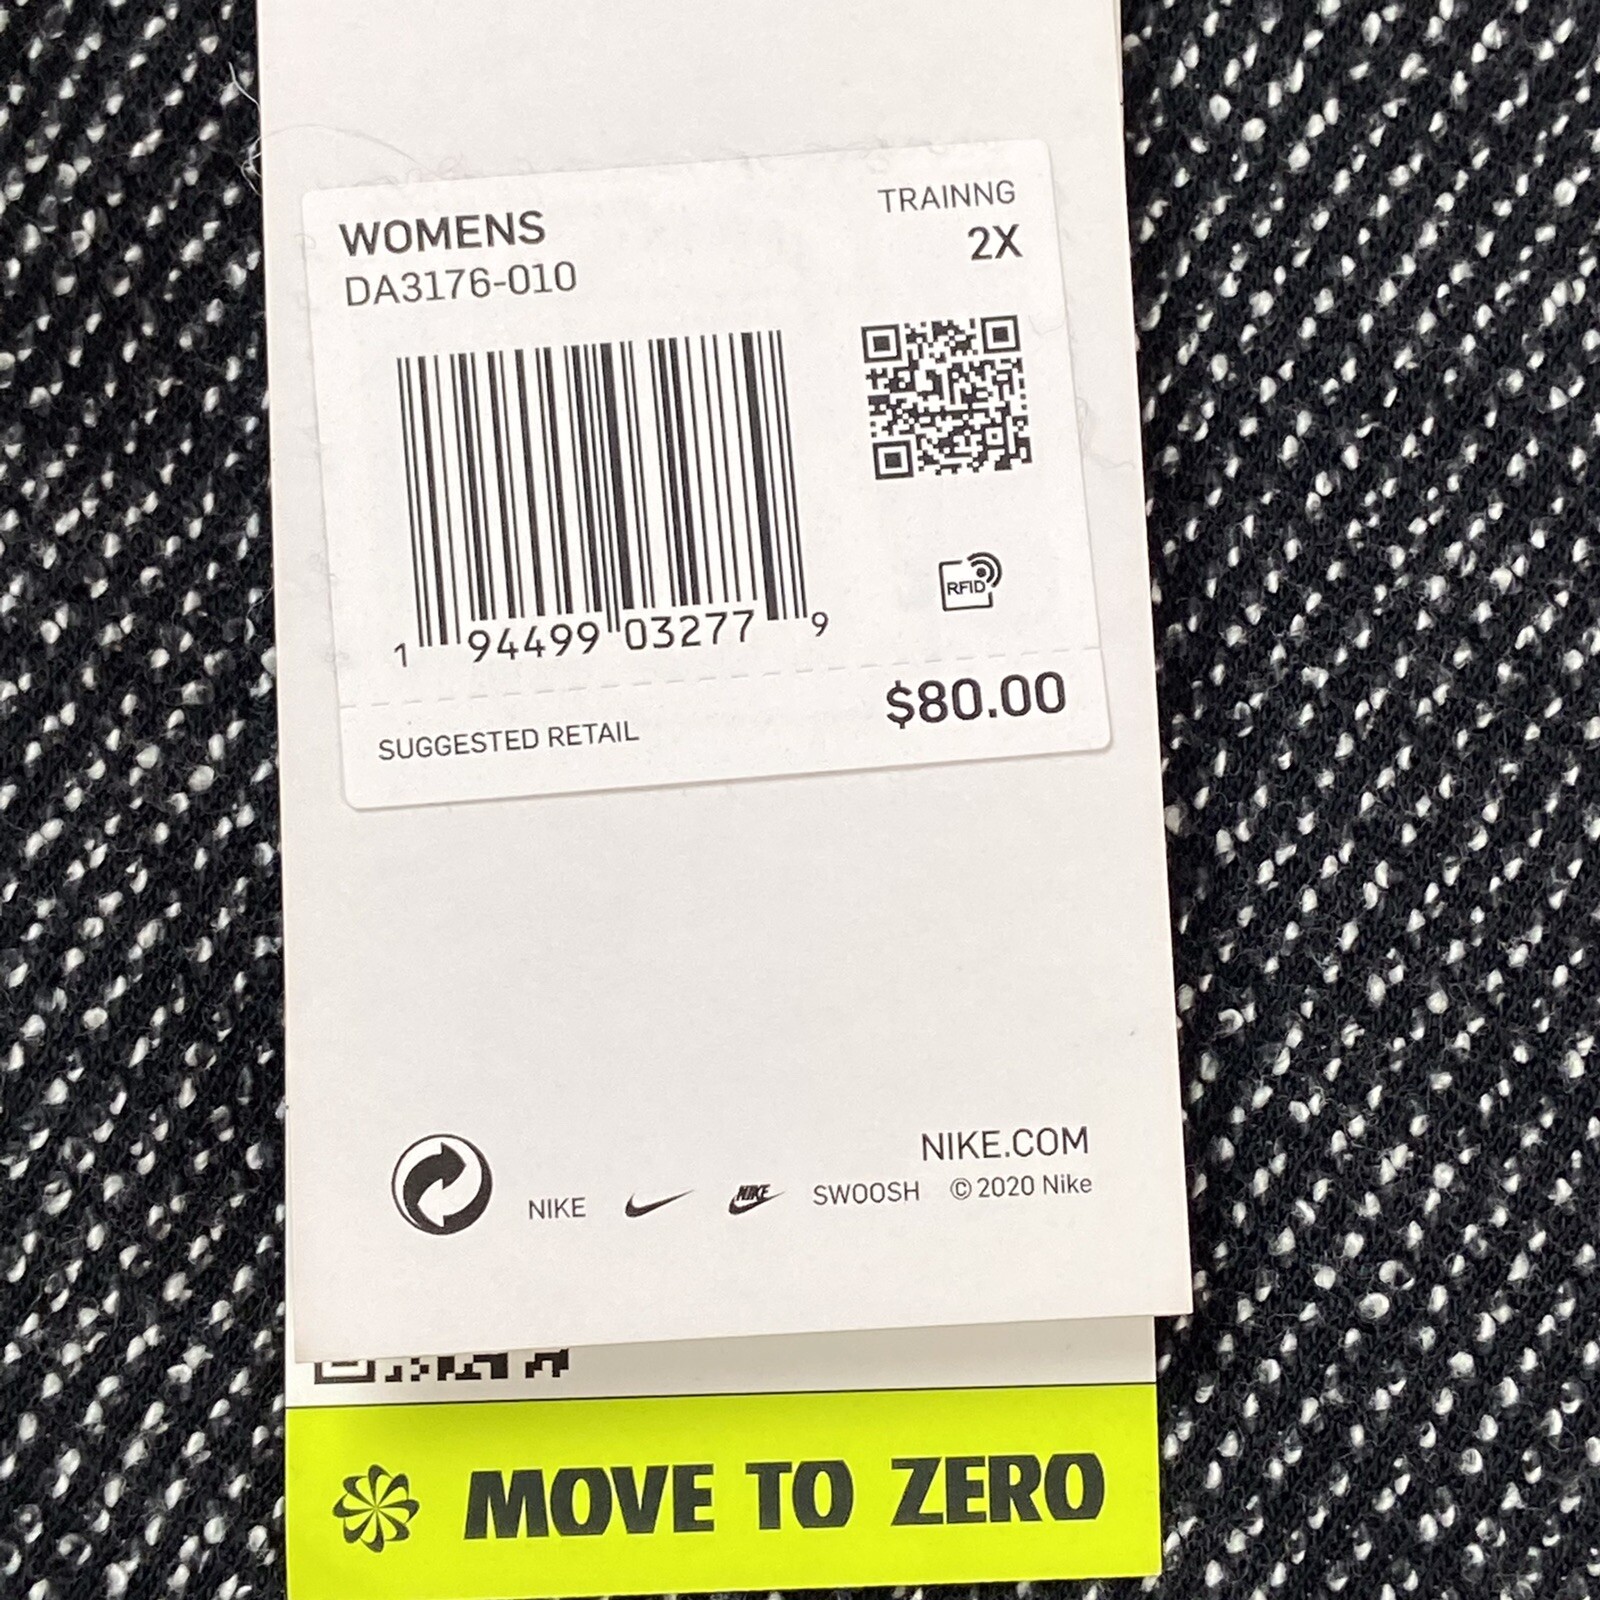 WOMENS
TRAINNG
DA3176-010
2X
RFID
1 94499 03277 9
SUGGESTED RETAIL
$80.00
NIKE.COM
NIKE NIKE SWOOSH © 2020 Nike
MOVE TO ZERO